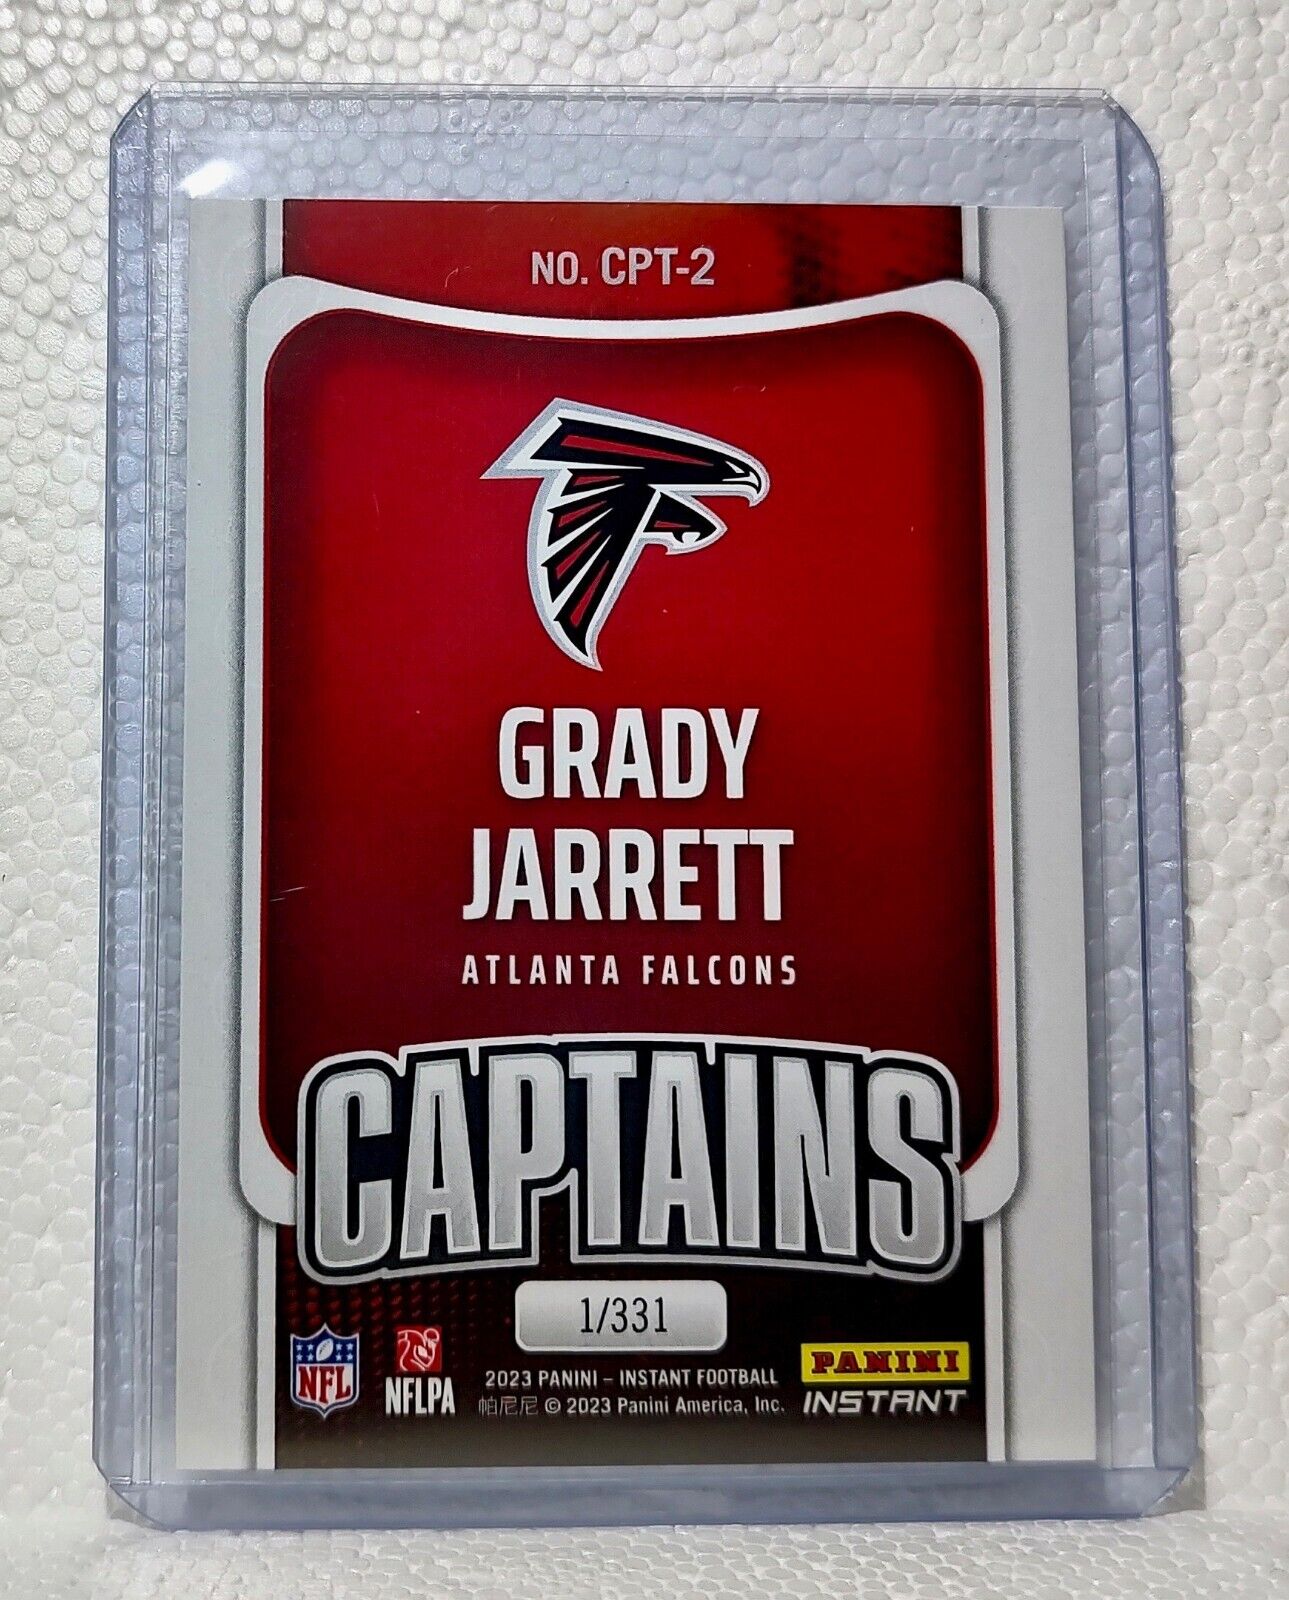 NO. CPT-2
GRADY
JARRETT
ATLANTA FALCONS
CAPTAINS
1/331
NFL
NFLPA
2023 PANINI – INSTANT FOOTBALL
帕尼尼 © 2023 Panini America, Inc.
PANINI
INSTANT